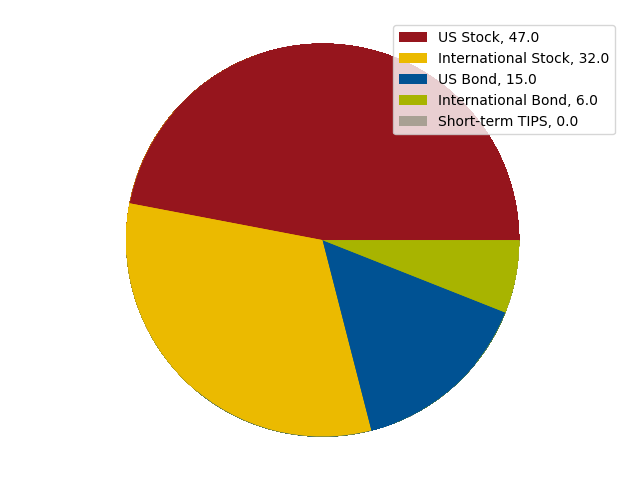 US Stock, 47.0
International Stock, 32.0
US Bond, 15.0
International Bond, 6.0
Short-term TIPS, 0.0